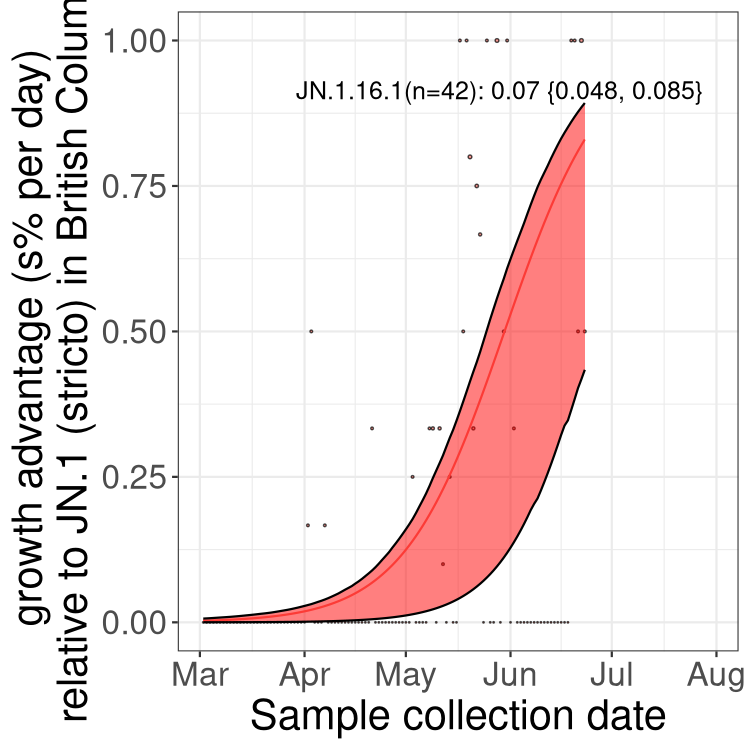 growth advantage (s% per day)
relative to JN.1 (stricto) in British Colum
1.00
0.75
0.50
0.25
0.00
JN.1.16.1(n=42): 0.07 {0.048, 0.085}
Mar Apr May Jun Jul Aug
Sample collection date